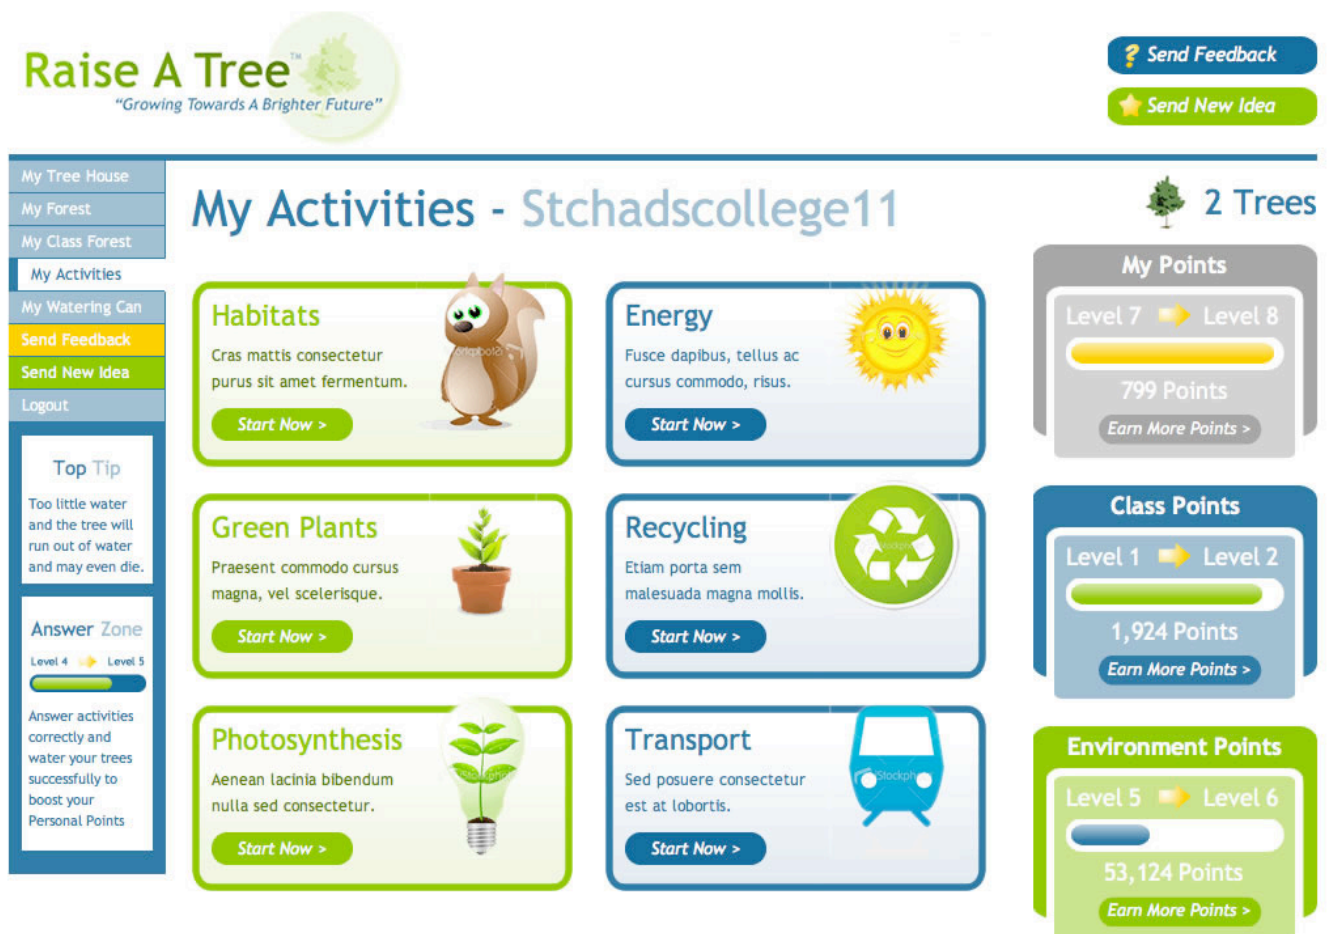 Raise A Tree™
“Growing Towards A Brighter Future”
Send Feedback
Send New Idea
My Tree House
My Forest
My Class Forest
My Activities
My Watering Can
Send Feedback
Send New Idea
Logout
Top Tip
Too little water
and the tree will
run out of water
and may even die.
Answer Zone
Level 4 Level 5
Answer activities
correctly and
water your trees
successfully to
boost your
Personal Points
My Activities - Stchadscollege11
Habitats
Cras mattis consectetur
purus sit amet fermentum.
Start Now >
Energy
Fusce dapibus, tellus ac
cursus commodo, risus.
Start Now >
Green Plants
Praesent commodo cursus
magna, vel scelerisque.
Start Now >
Recycling
Etiam porta sem
malesuada magna mollis.
Start Now >
Photosynthesis
Aenean lacinia bibendum
nulla sed consectetur.
Start Now >
Transport
Sed posuere consectetur
est at lobortis.
Start Now >
2 Trees
My Points
Level 7 Level 8
799 Points
Earn More Points >
Class Points
Level 1 Level 2
1,924 Points
Earn More Points >
Environment Points
Level 5 Level 6
53,124 Points
Earn More Points >